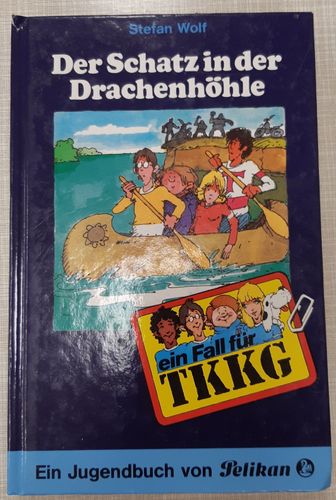 Stefan Wolf
Der Schatz in der
Drachenhöhle
ein Fall für
TKKG
Ein Jugendbuch von Pelikan